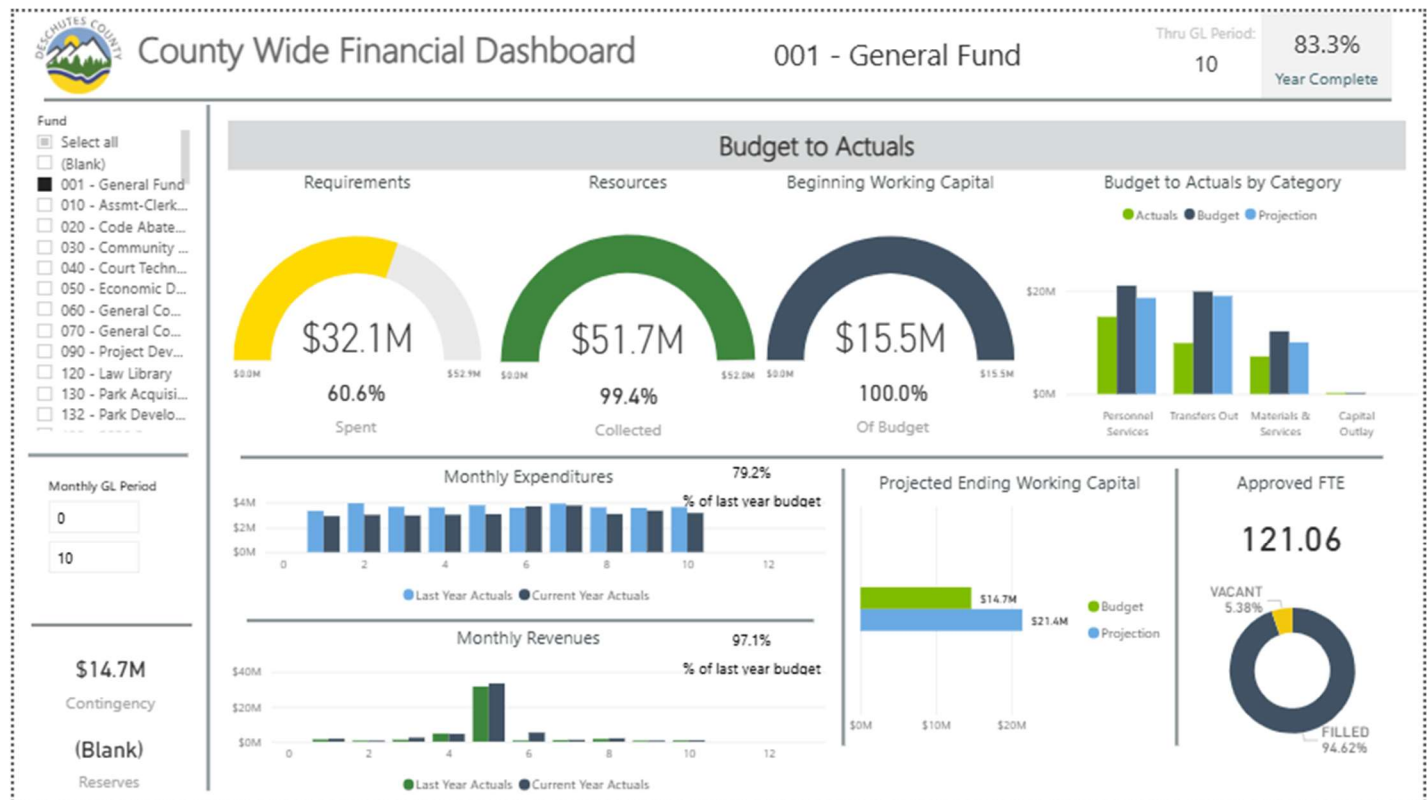 DESCHUTES COUNTY
County Wide Financial Dashboard
001 - General Fund
Thru GL Period:
10
83.3%
Year Complete
Fund
Select all
(Blank)
001 - General Fund
010 - Assmt-Clerk...
020 - Code Abate...
030 - Community ...
040 - Court Techn...
050 - Economic D...
060 - General Co...
070 - General Co...
090 - Project Dev...
120 - Law Library
130 - Park Acquisi...
132 - Park Develo...
Monthly GL Period
0
10
$14.7M
Contingency
(Blank)
Reserves
Budget to Actuals
Requirements
$32.1M
$0.0M
$52.9M
60.6%
Spent
Resources
$51.7M
$0.0M
$52.0M
99.4%
Collected
Beginning Working Capital
$15.5M
$0.0M
$15.5M
100.0%
Of Budget
Budget to Actuals by Category
Actuals Budget Projection
$20M
$0M
Personnel
Services
Transfers Out
Materials &
Services
Capital
Outlay
Monthly Expenditures
79.2%
% of last year budget
$4M
$2M
$0M
0 2 4 6 8 10 12
Last Year Actuals Current Year Actuals
Monthly Revenues
97.1%
% of last year budget
$40M
$20M
$0M
0 2 4 6 8 10 12
Last Year Actuals Current Year Actuals
Projected Ending Working Capital
$14.7M
$21.4M
Budget
Projection
$0M $10M $20M
Approved FTE
121.06
VACANT
5.38%
FILLED
94.62%